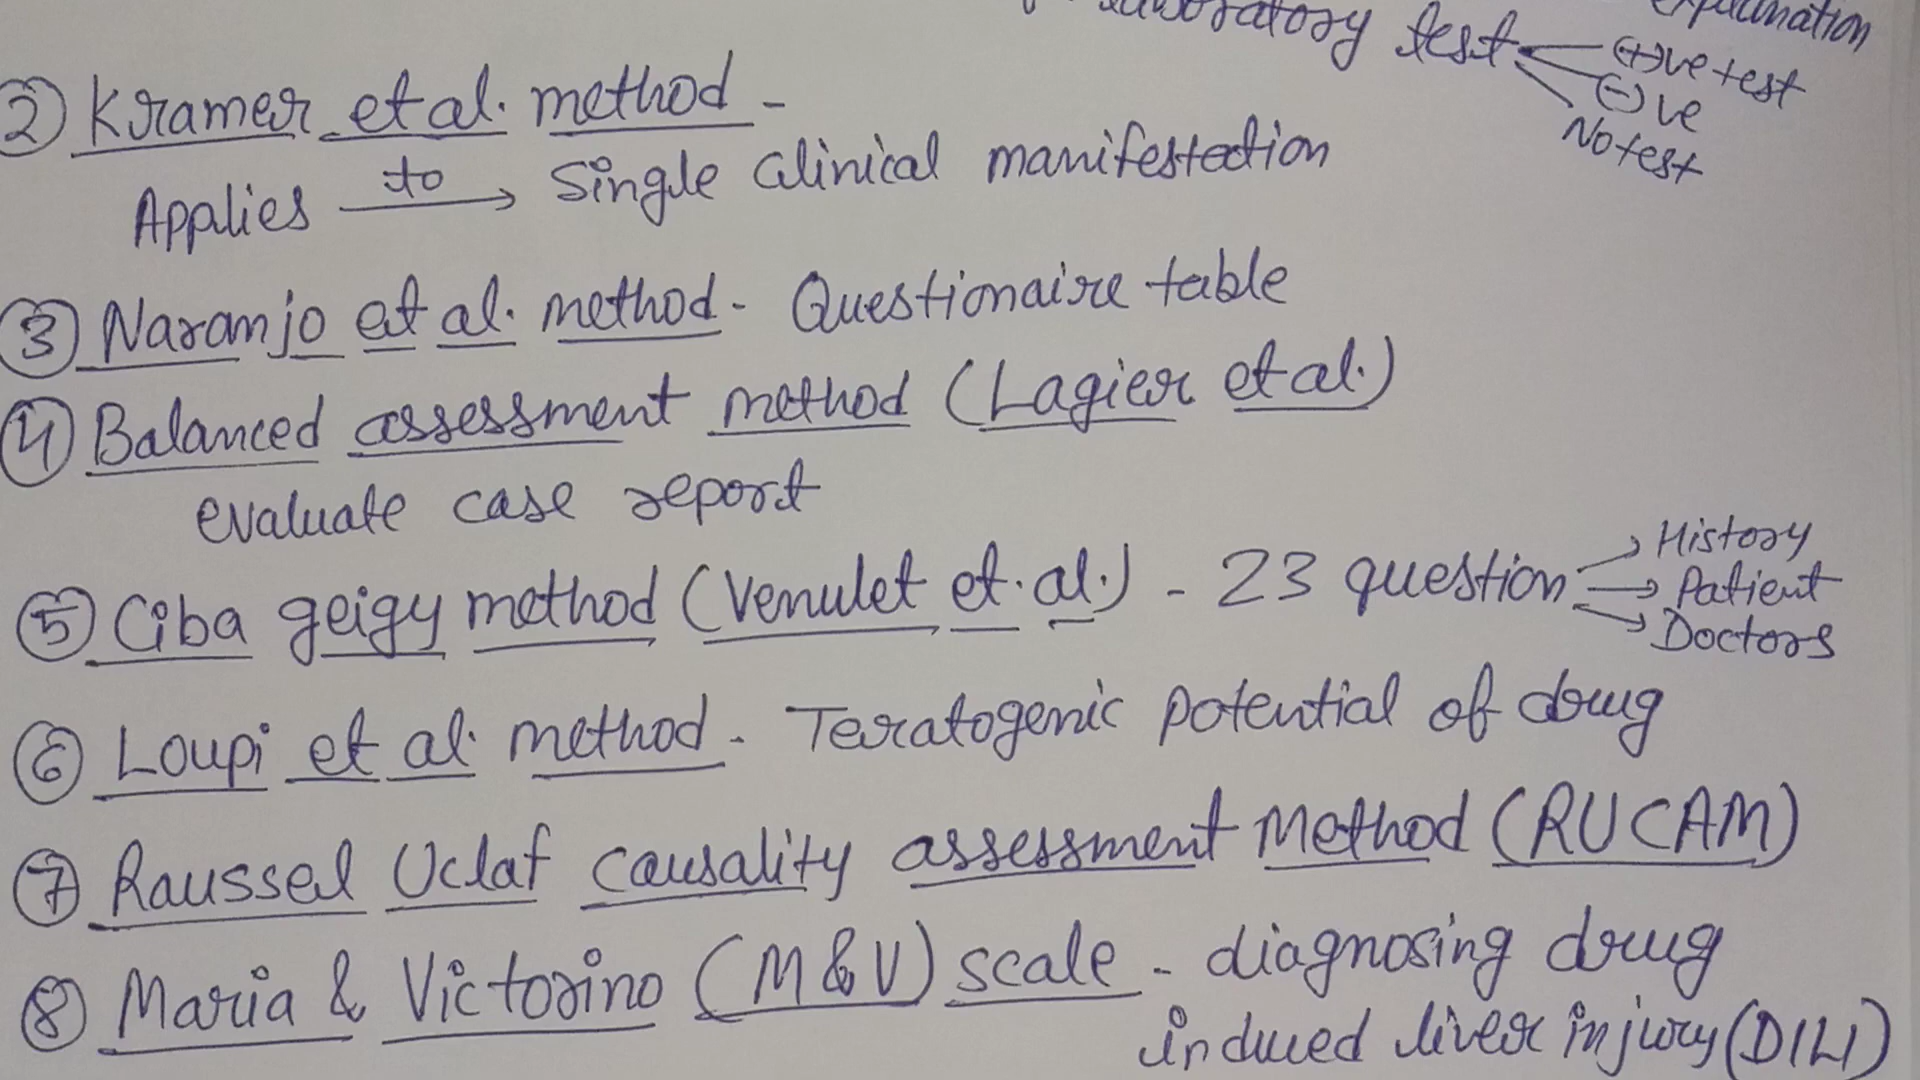 laboratory test explanation
(+)ve test
(-)ve
No test
② Kramer et al. method -
Applies to → Single Clinical manifestation
③ Naranjo et al. method - Questionaire table
④ Balanced assessment method (Lagier et al.)
evaluate case report
⑤ Ciba geigy method (Venulet et. al.) - 23 question → History
→ Patient
→ Doctors
⑥ Loupi et al. method - Teratogenic Potential of drug
⑦ Raussel Uclaf causality assessment Method (RUCAM)
⑧ Maria & Victorino (M&V) scale - diagnosing drug
induced liver injury (DILI)